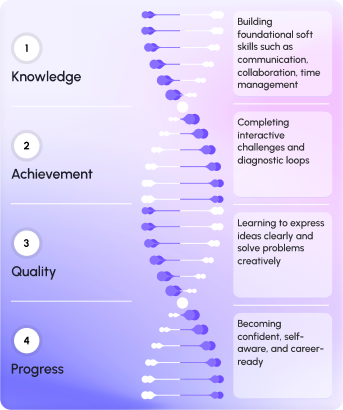 1
Knowledge
Building
foundational soft
skills such as
communication,
collaboration, time
management
2
Achievement
Completing
interactive
challenges and
diagnostic loops
3
Quality
Learning to express
ideas clearly and
solve problems
creatively
4
Progress
Becoming
confident, self-
aware, and career-
ready